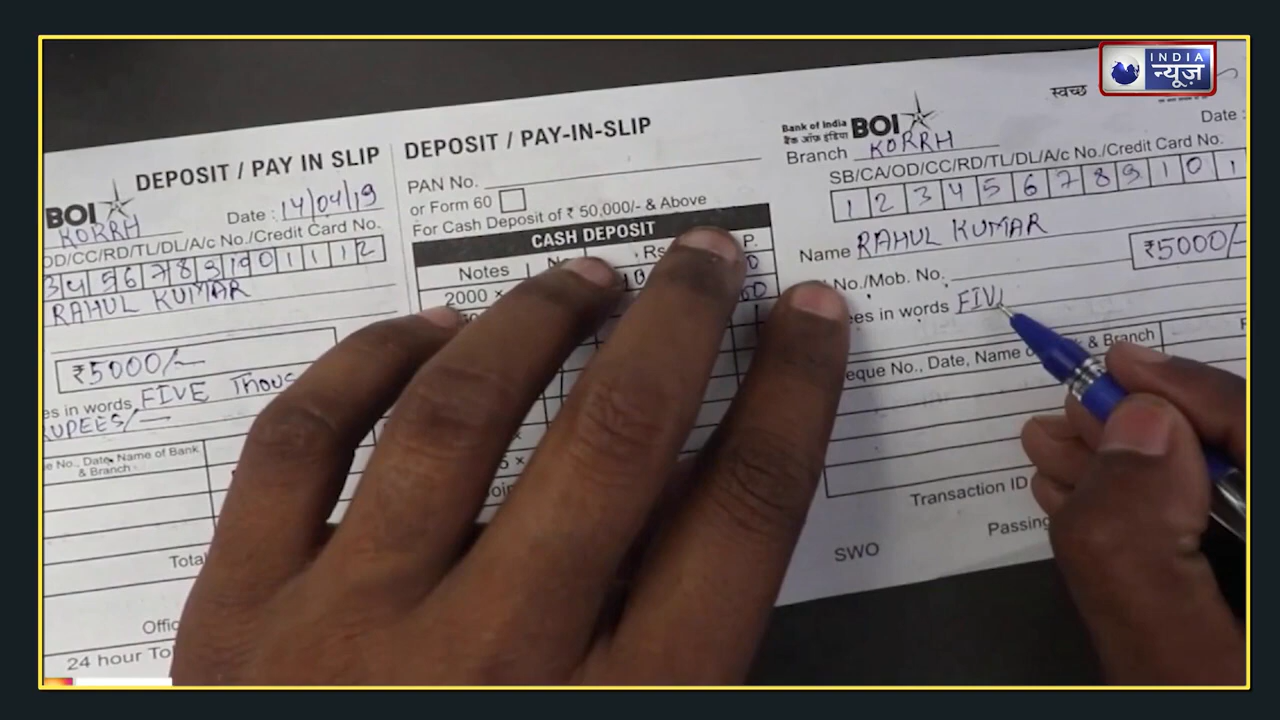 INDIA
न्यूज़
DEPOSIT / PAY IN SLIP
BOI
KORRH
Date : 14/04/19
OD/CC/RD/TL/DL/A/c No./Credit Card No.
RAHUL KUMAR
₹5000/-
es in words FIVE Thous
RUPEES/-
No., Date, Name of Bank
& Branch
Total
24 hour
DEPOSIT / PAY-IN-SLIP
PAN No.
or Form 60
For Cash Deposit of ₹ 50,000/- & Above
CASH DEPOSIT
Notes Rs P.
2000 ×
स्वच्छ
Bank of India
बैंक ऑफ़ इंडिया
BOI
Date :
Branch KORRH
SB/CA/OD/CC/RD/TL/DL/A/c No./Credit Card No.
1 2 3 4 5 6 7 8 9 1 0 1
Name RAHUL KUMAR
₹5000/-
No./Mob. No.
ees in words FIV
eque No., Date, Name & Branch
Transaction ID
Passing
SWO